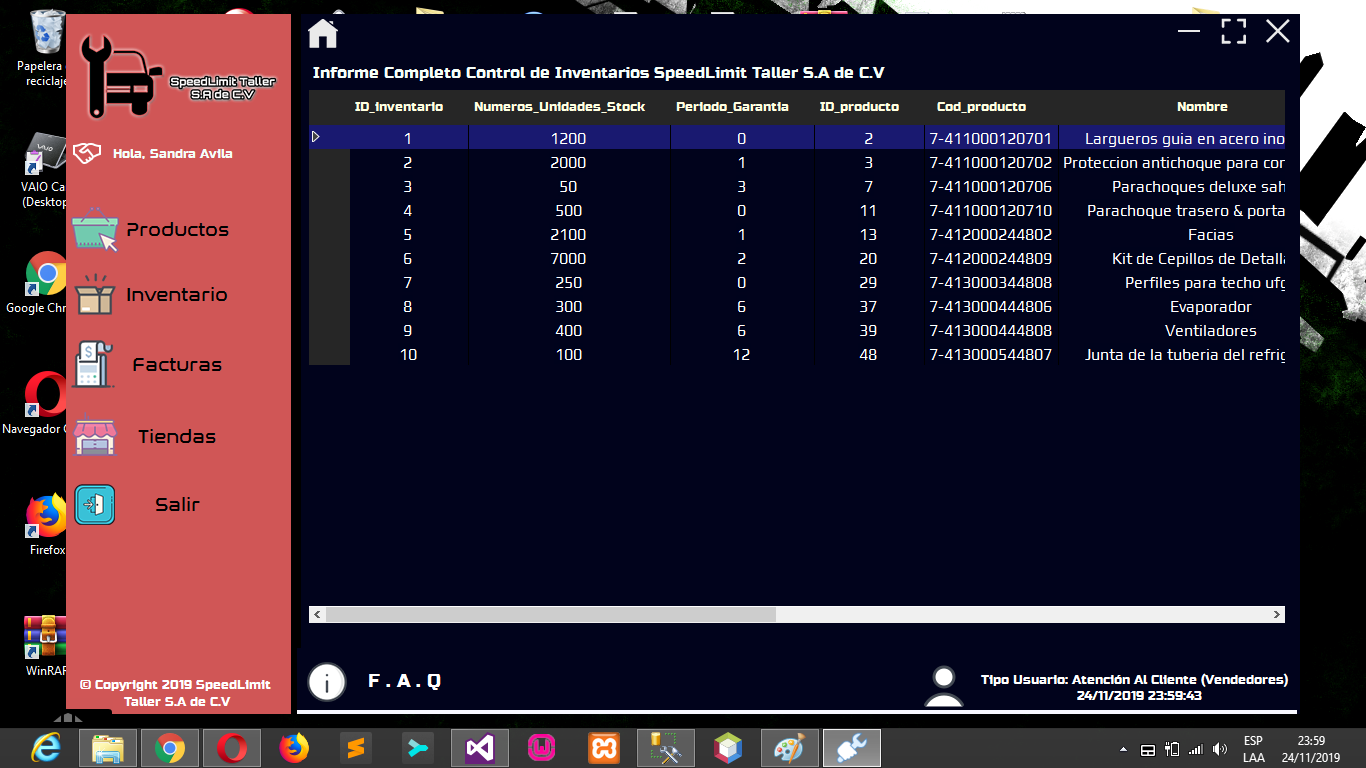 Papelera
reciclaje
VAIO Ca
(Desktop
Google Chr
Navegador
Firefox
WinRAR
SpeedLimit Taller
S.A de C.V
Hola, Sandra Avila
Productos
Inventario
Facturas
Tiendas
Salir
© Copyright 2019 SpeedLimit
Taller S.A de C.V
Informe Completo Control de Inventarios SpeedLimit Taller S.A de C.V
ID_Inventario Numeros_Unidades_Stock Periodo_Garantia ID_producto Cod_producto Nombre
1 1200 0 2 7-411000120701 Largueros guia en acero ino
2 2000 1 3 7-411000120702 Proteccion antichoque para cor
3 50 3 7 7-411000120706 Parachoques deluxe sah
4 500 0 11 7-411000120710 Parachoque trasero & porta
5 2100 1 13 7-412000244802 Facias
6 7000 2 20 7-412000244809 Kit de Cepillos de Detalla
7 250 0 29 7-413000344808 Perfiles para techo ufg
8 300 6 37 7-413000444806 Evaporador
9 400 6 39 7-413000444808 Ventiladores
10 100 12 48 7-413000544807 Junta de la tuberia del refrig
F.A.Q
Tipo Usuario: Atención Al Cliente (Vendedores)
24/11/2019 23:59:43
ESP
LAA
23:59
24/11/2019